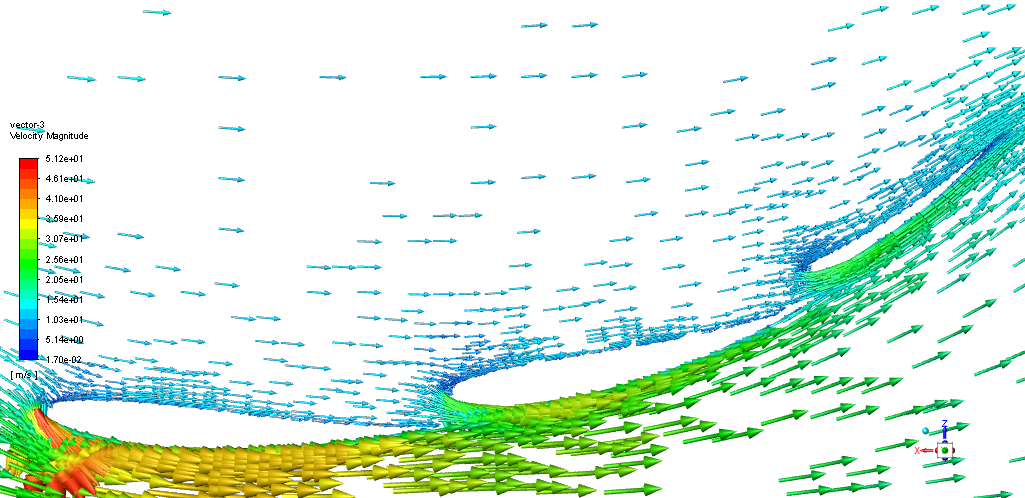 vector-3
Velocity Magnitude
5.12e+01
4.61e+01
4.10e+01
3.59e+01
3.07e+01
2.56e+01
2.05e+01
1.54e+01
1.03e+01
5.14e+00
1.70e-02
[ m/s ]
Z
X